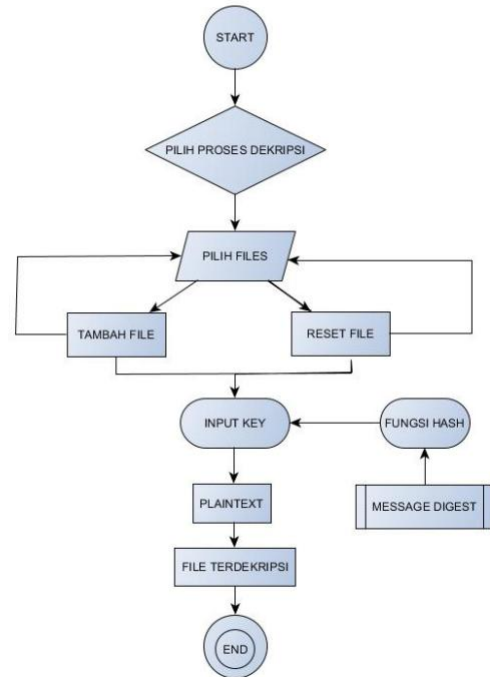 START
PILIH PROSES DEKRIPSI
PILIH FILES
TAMBAH FILE
RESET FILE
INPUT KEY
FUNGSI HASH
PLAINTEXT
MESSAGE DIGEST
FILE TERDEKRIPSI
END